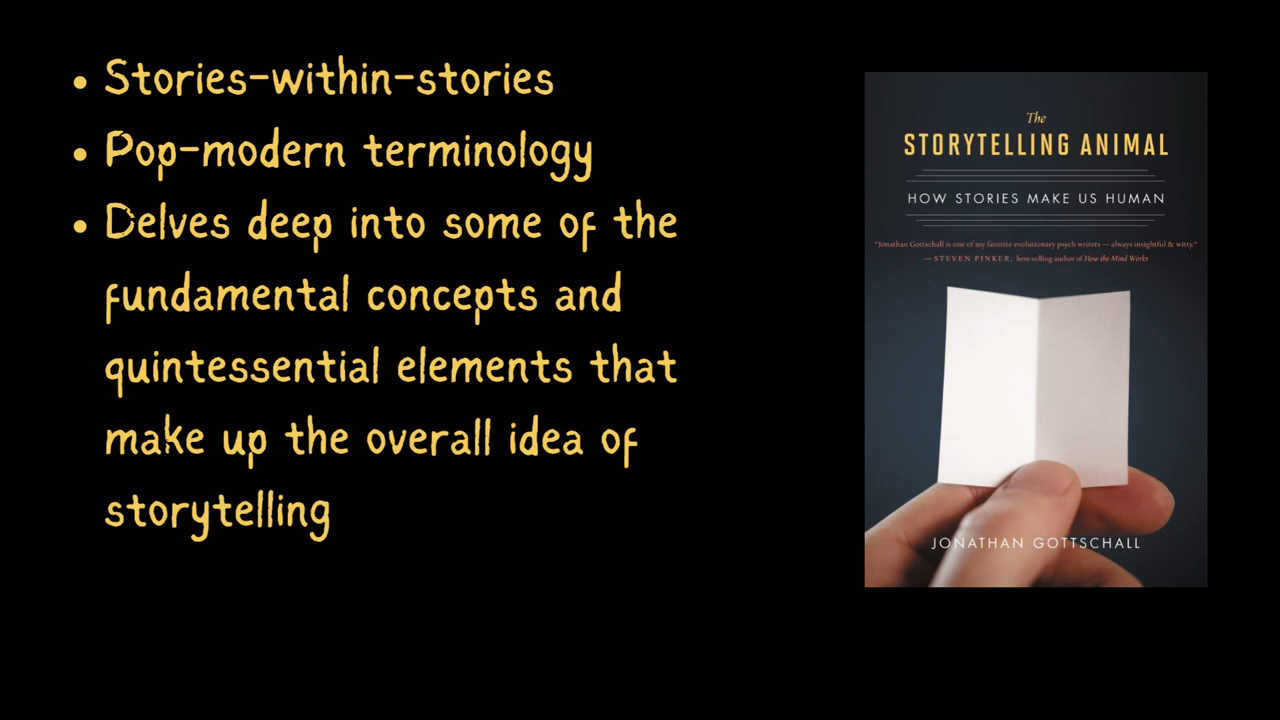 • Stories-within-stories
• Pop-modern terminology
• Delves deep into some of the
fundamental concepts and
quintessential elements that
make up the overall idea of
storytelling
The
STORYTELLING ANIMAL
HOW STORIES MAKE US HUMAN
"Jonathan Gottschall is one of my favorite evolutionary psych writers — always insightful & witty."
— STEVEN PINKER, best-selling author of How the Mind Works
JONATHAN GOTTSCHALL